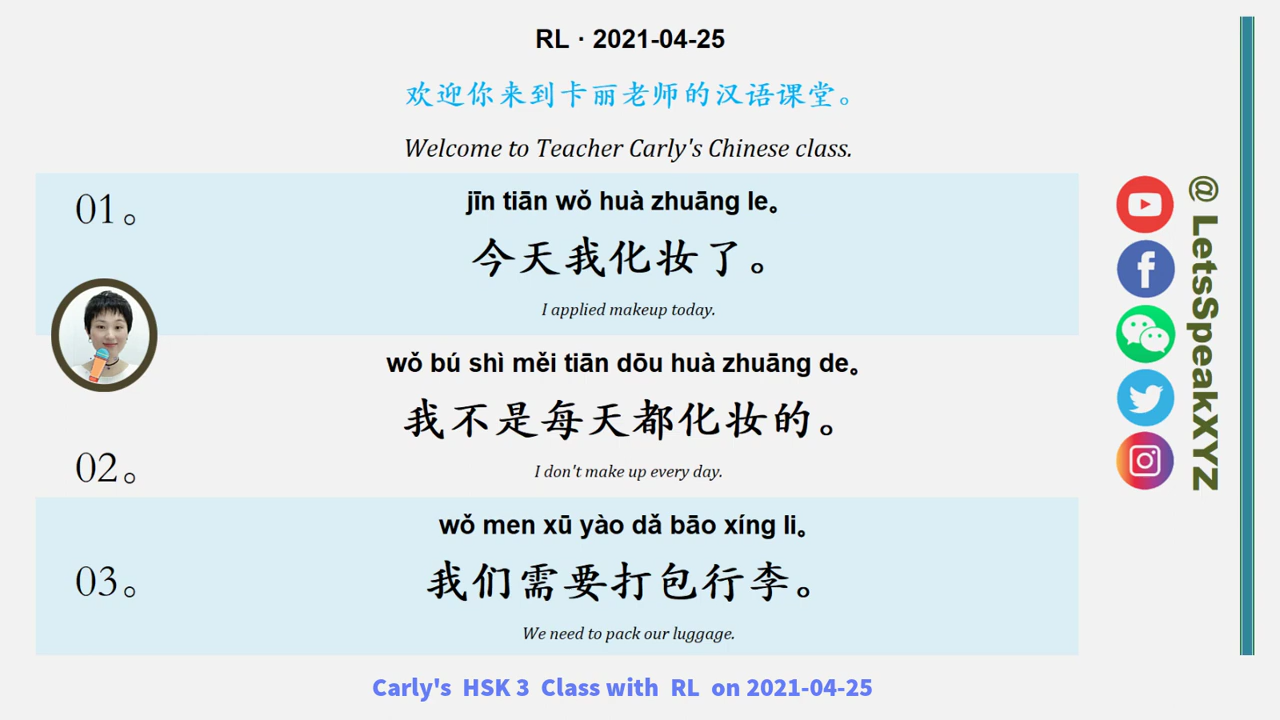 RL · 2021-04-25
欢迎你来到卡丽老师的汉语课堂。
Welcome to Teacher Carly's Chinese class.
01。
jīn tiān wǒ huà zhuāng le。
今天我化妆了。
I applied makeup today.
wǒ bú shì měi tiān dōu huà zhuāng de。
我不是每天都化妆的。
I don't make up every day.
02。
wǒ men xū yào dǎ bāo xíng li。
我们需要打包行李。
03。
We need to pack our luggage.
@ LetsSpeakXYZ
Carly's HSK 3 Class with RL on 2021-04-25